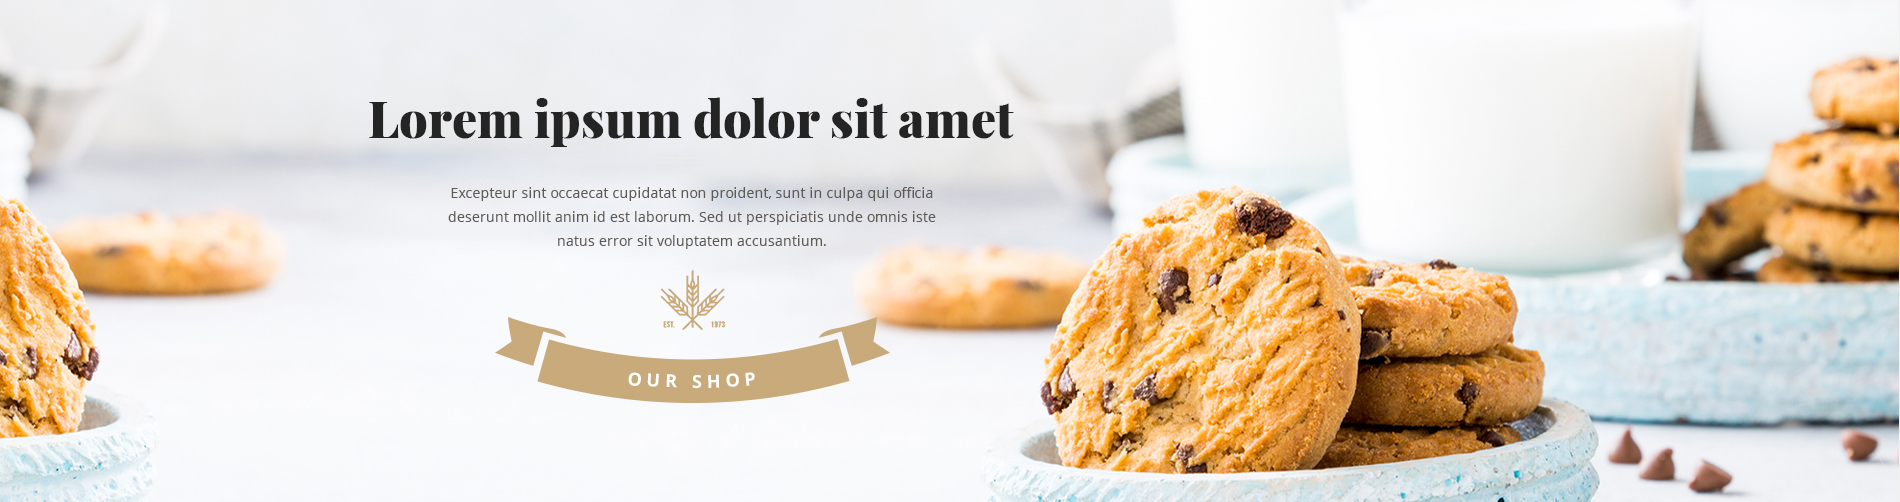 Lorem ipsum dolor sit amet
Excepteur sint occaecat cupidatat non proident, sunt in culpa qui officia
deserunt mollit anim id est laborum. Sed ut perspiciatis unde omnis iste
natus error sit voluptatem accusantium.
EST. 1973
OUR SHOP